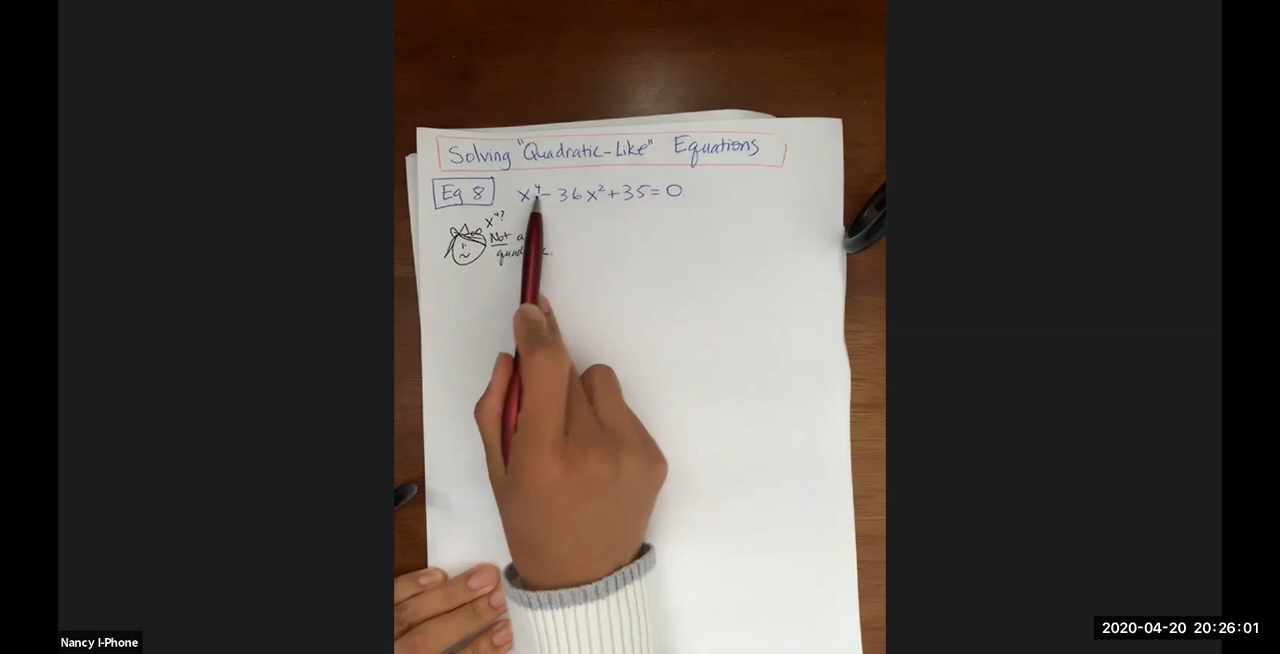 Solving "Quadratic-Like" Equations
Eg 8 x⁴ - 36x² + 35 = 0
x⁴?
Not a
Nancy I-Phone
2020-04-20 20:26:01